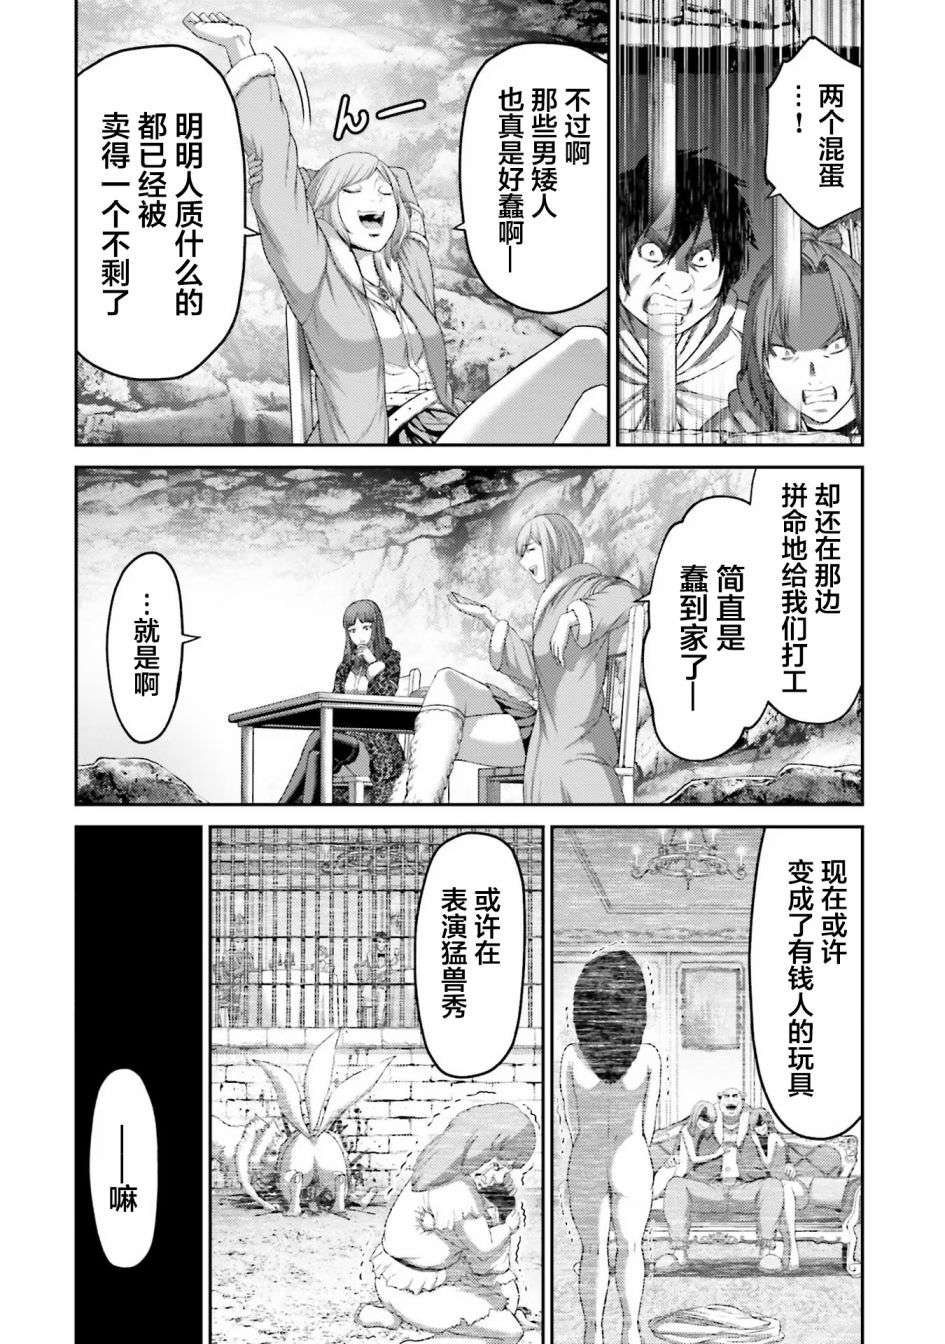 两个混蛋
…！
不过啊
那些男矮人
也真是好蠢啊—
んー
明明人质什么的
都已经被
卖得一个不剩了
却还在那边
拼命地给我们打工
简直是
蠢到家了—
…就是啊
现在或许
变成了有钱人的玩具
或许在
表演猛兽秀
——嘛